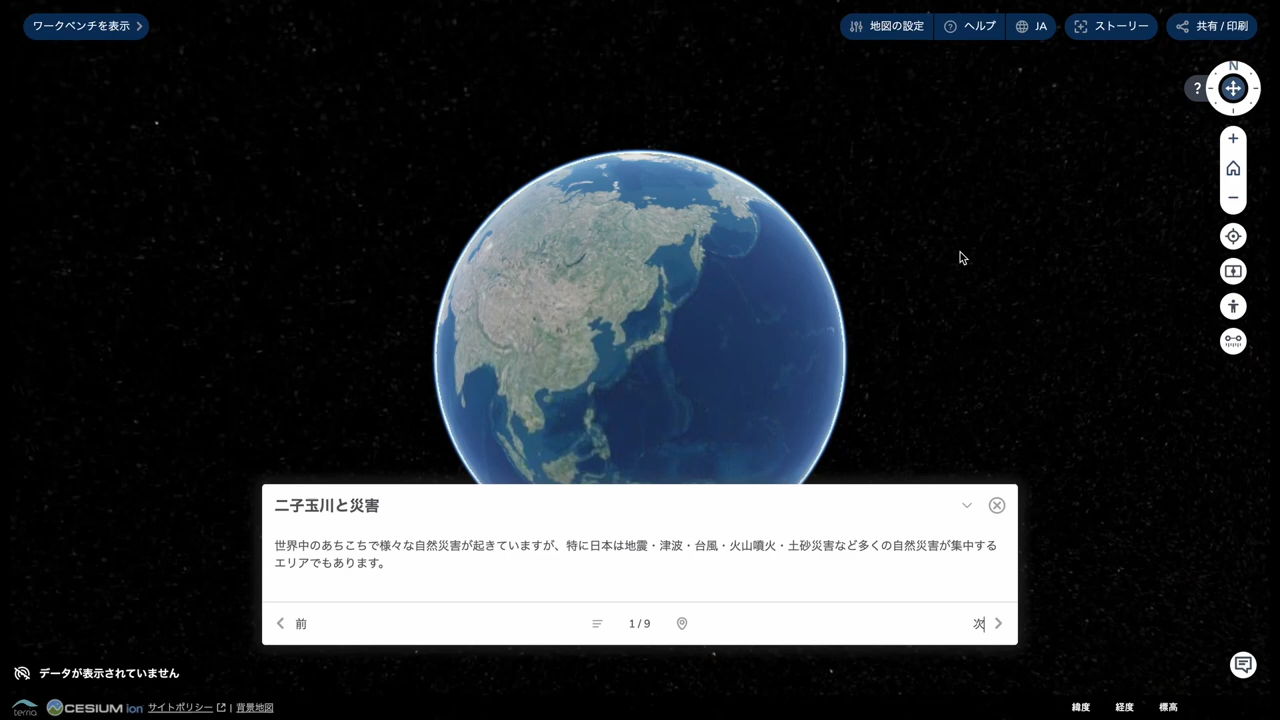 ワークベンチを表示
地図の設定
ヘルプ
JA
ストーリー
共有 / 印刷
N
?
二子玉川と災害
世界中のあちこちで様々な自然災害が起きていますが、特に日本は地震・津波・台風・火山噴火・土砂災害など多くの自然災害が集中する
エリアでもあります。
前
1 / 9
次
データが表示されていません
terria
CESIUM ion
サイトポリシー | 背景地図
緯度 経度 標高